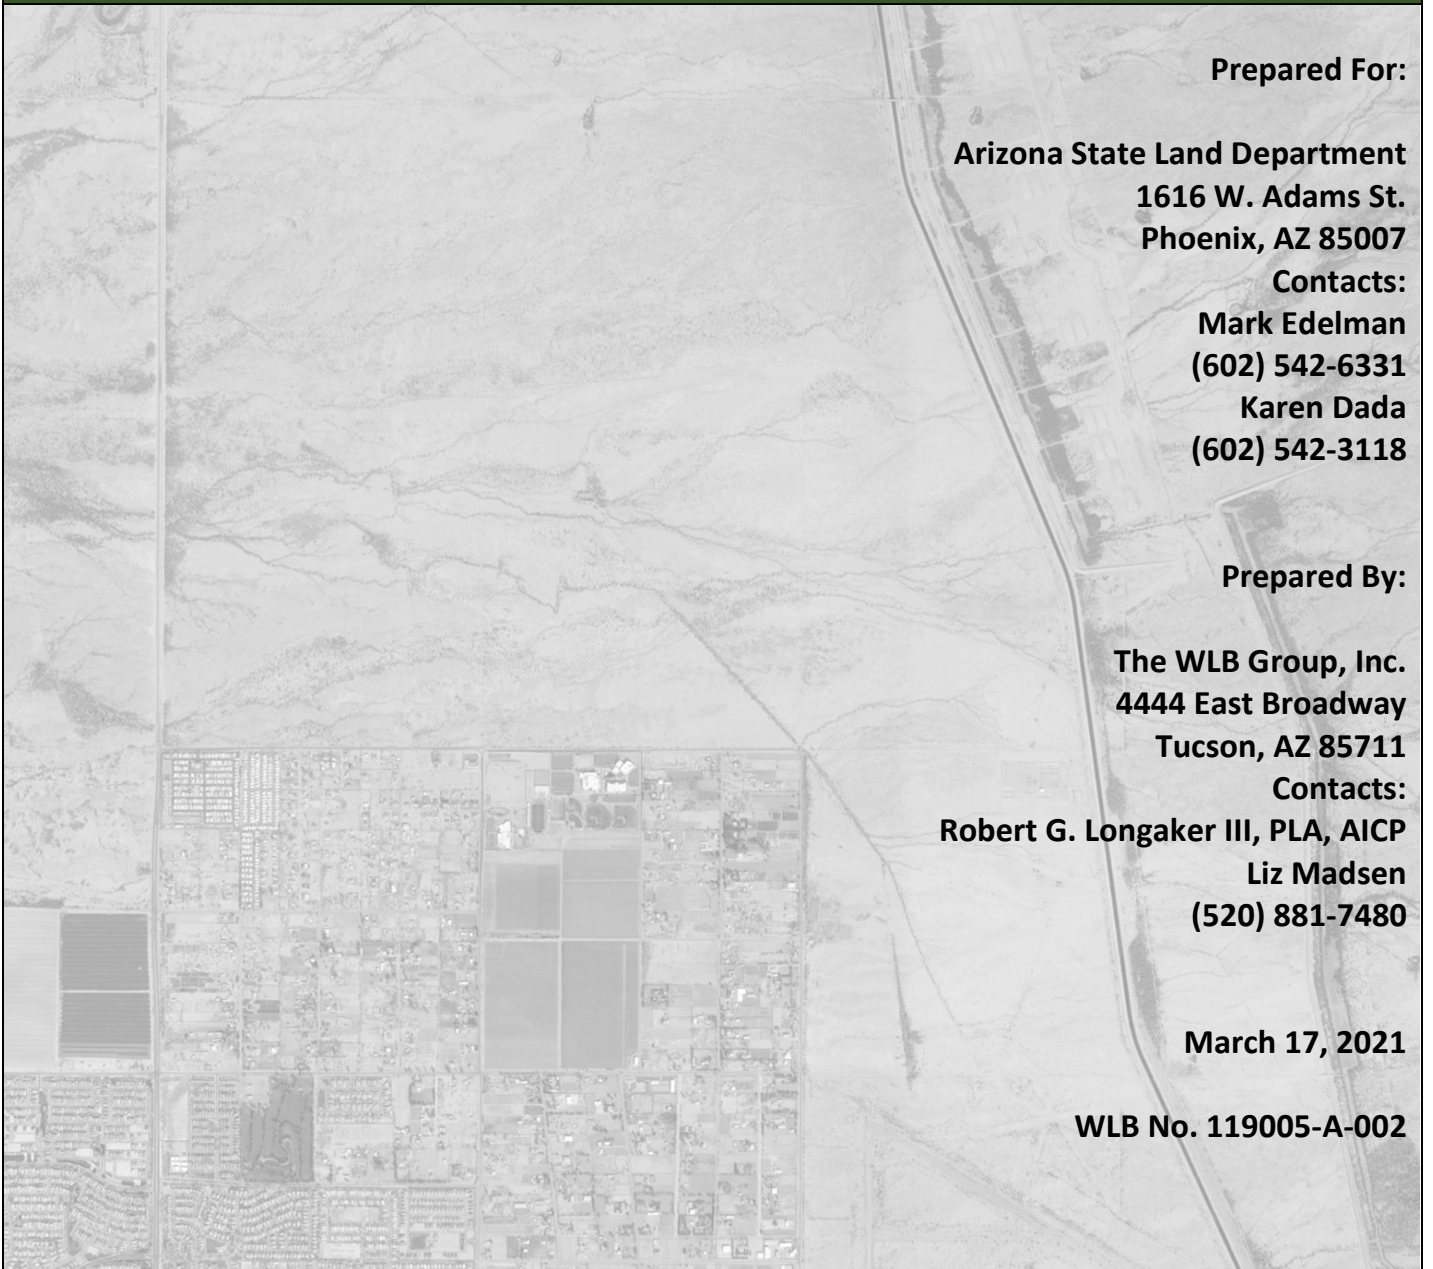 Prepared For:
Arizona State Land Department
1616 W. Adams St.
Phoenix, AZ 85007
Contacts:
Mark Edelman
(602) 542-6331
Karen Dada
(602) 542-3118
Prepared By:
The WLB Group, Inc.
4444 East Broadway
Tucson, AZ 85711
Contacts:
Robert G. Longaker III, PLA, AICP
Liz Madsen
(520) 881-7480
March 17, 2021
WLB No. 119005-A-002